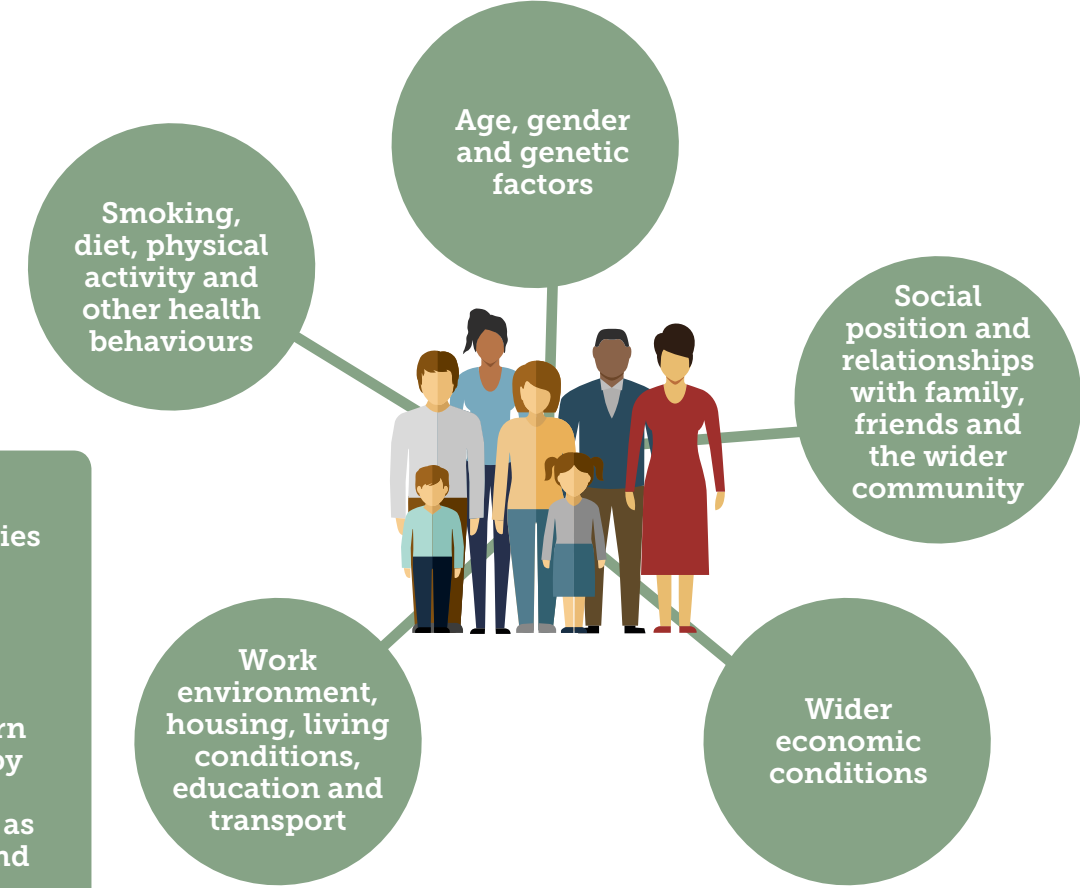 Age, gender
and genetic
factors
Smoking,
diet, physical
activity and
other health
behaviours
Social
position and
relationships
with family,
friends and
the wider
community
Work
environment,
housing, living
conditions,
education and
transport
Wider
economic
conditions
as